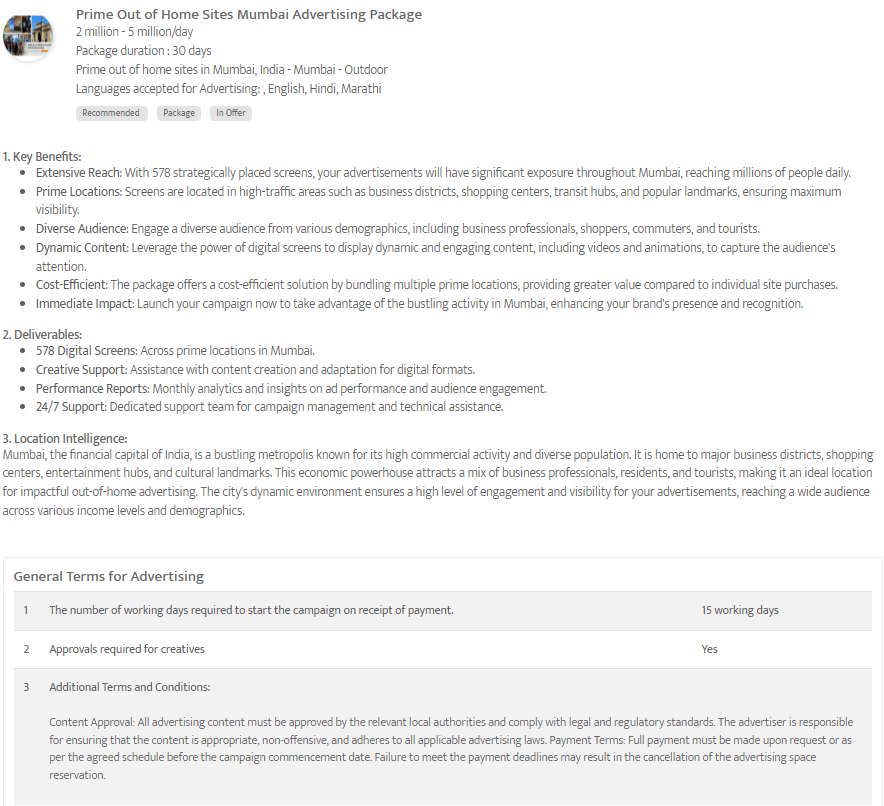 Prime Out of Home Sites Mumbai Advertising Package
2 million - 5 million/day
Package duration : 30 days
Prime out of home sites in Mumbai, India - Mumbai - Outdoor
Languages accepted for Advertising: , English, Hindi, Marathi
Recommended Package In Offer
1. Key Benefits:
• Extensive Reach: With 578 strategically placed screens, your advertisements will have significant exposure throughout Mumbai, reaching millions of people daily.
• Prime Locations: Screens are located in high-traffic areas such as business districts, shopping centers, transit hubs, and popular landmarks, ensuring maximum
visibility.
• Diverse Audience: Engage a diverse audience from various demographics, including business professionals, shoppers, commuters, and tourists.
• Dynamic Content: Leverage the power of digital screens to display dynamic and engaging content, including videos and animations, to capture the audience's
attention.
• Cost-Efficient: The package offers a cost-efficient solution by bundling multiple prime locations, providing greater value compared to individual site purchases.
• Immediate Impact: Launch your campaign now to take advantage of the bustling activity in Mumbai, enhancing your brand's presence and recognition.
2. Deliverables:
• 578 Digital Screens: Across prime locations in Mumbai.
• Creative Support: Assistance with content creation and adaptation for digital formats.
• Performance Reports: Monthly analytics and insights on ad performance and audience engagement.
• 24/7 Support: Dedicated support team for campaign management and technical assistance.
3. Location Intelligence:
Mumbai, the financial capital of India, is a bustling metropolis known for its high commercial activity and diverse population. It is home to major business districts, shopping
centers, entertainment hubs, and cultural landmarks. This economic powerhouse attracts a mix of business professionals, residents, and tourists, making it an ideal location
for impactful out-of-home advertising. The city's dynamic environment ensures a high level of engagement and visibility for your advertisements, reaching a wide audience
across various income levels and demographics.
General Terms for Advertising
1 The number of working days required to start the campaign on receipt of payment. 15 working days
2 Approvals required for creatives Yes
3 Additional Terms and Conditions:
Content Approval: All advertising content must be approved by the relevant local authorities and comply with legal and regulatory standards. The advertiser is responsible
for ensuring that the content is appropriate, non-offensive, and adheres to all applicable advertising laws. Payment Terms: Full payment must be made upon request or as
per the agreed schedule before the campaign commencement date. Failure to meet the payment deadlines may result in the cancellation of the advertising space
reservation.